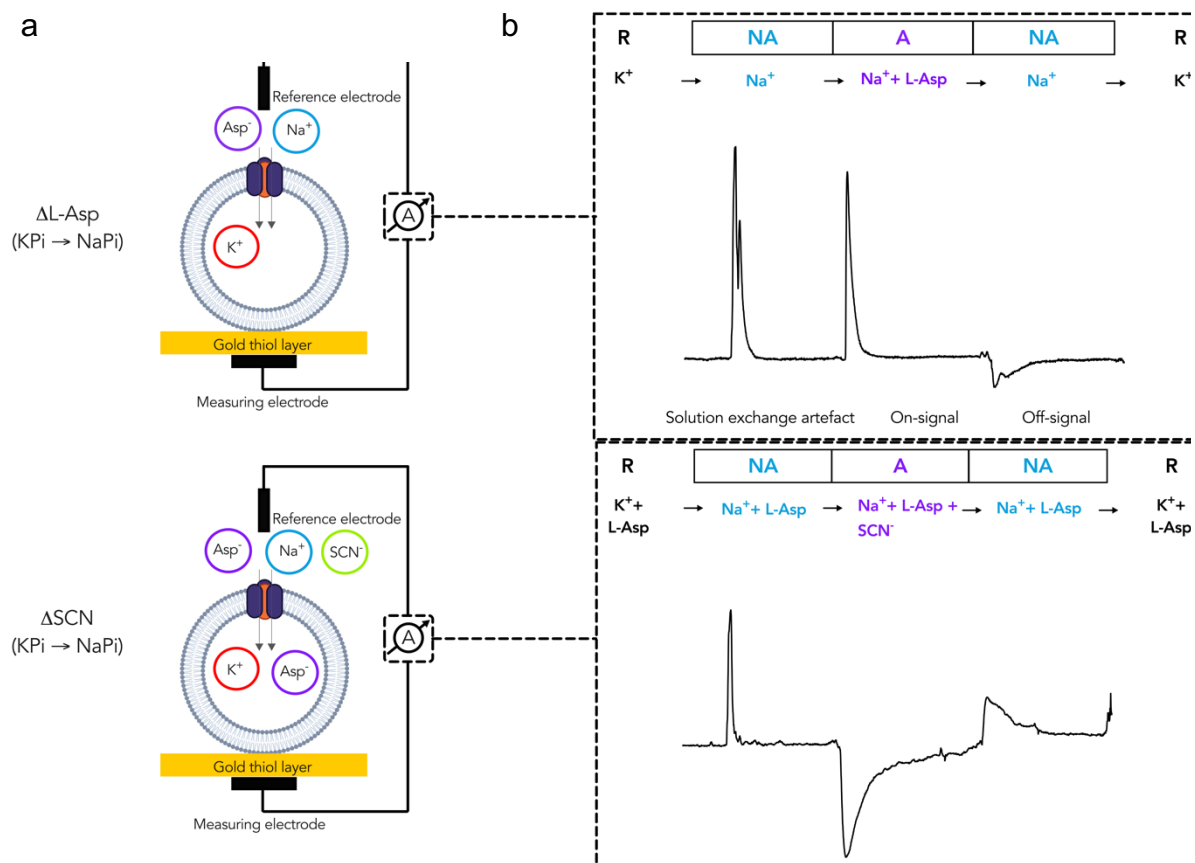 a
ΔL-Asp
(KPi → NaPi)
Reference electrode
Asp⁻
Na⁺
K⁺
A
Gold thiol layer
Measuring electrode
ΔSCN
(KPi → NaPi)
Reference electrode
Asp⁻
Na⁺
SCN⁻
K⁺
Asp⁻
A
Gold thiol layer
Measuring electrode
b
R NA A NA R
K⁺ → Na⁺ → Na⁺+ L-Asp → Na⁺ → K⁺
Solution exchange artefact On-signal Off-signal
R NA A NA R
K⁺+ → Na⁺+ L-Asp → Na⁺+ L-Asp + → Na⁺+ L-Asp → K⁺+
L-Asp SCN⁻ L-Asp